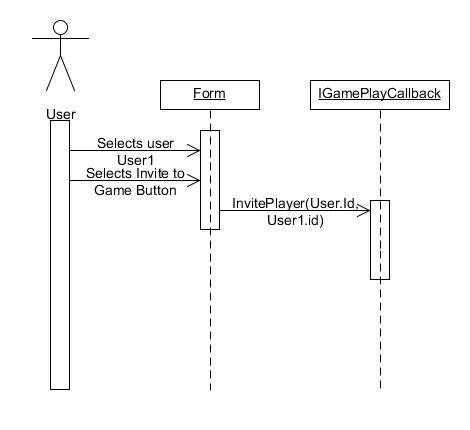 Form
IGamePlayCallback
User
Selects user
User1
Selects Invite to
Game Button
InvitePlayer(User.Id,
User1.id)